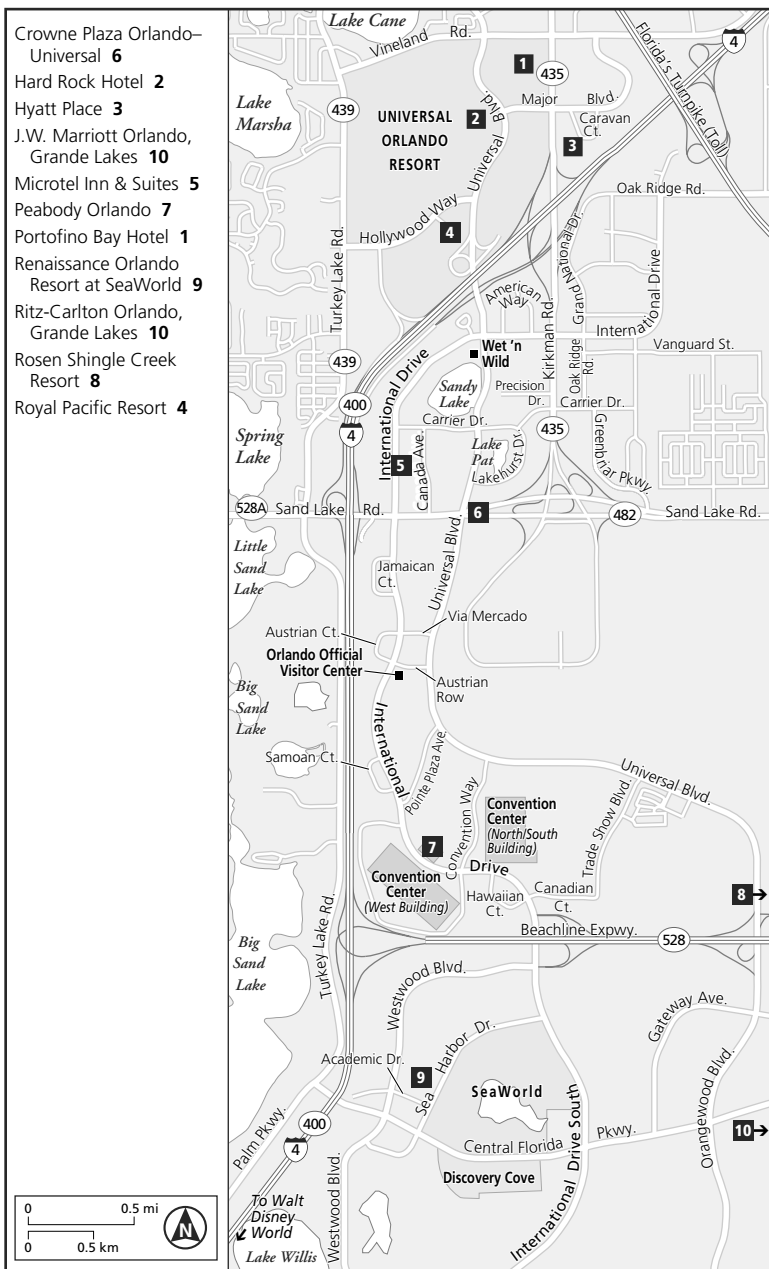 Crowne Plaza Orlando–
Universal 6
Hard Rock Hotel 2
Hyatt Place 3
J.W. Marriott Orlando,
Grande Lakes 10
Microtel Inn & Suites 5
Peabody Orlando 7
Portofino Bay Hotel 1
Renaissance Orlando
Resort at SeaWorld 9
Ritz-Carlton Orlando,
Grande Lakes 10
Rosen Shingle Creek
Resort 8
Royal Pacific Resort 4
0 0.5 mi
0 0.5 km
N
Lake Cane
Vineland Rd.
4
Florida's Turnpike (Toll)
1
435
Lake
Marsha
439
UNIVERSAL
ORLANDO
RESORT
2
Universal Blvd.
Major Blvd.
Caravan
Ct.
3
Oak Ridge Rd.
Hollywood Way
4
Turkey Lake Rd.
Grand National Dr.
American
Way
Kirkman Rd.
International Drive
Wet 'n
Wild
Vanguard St.
439
International Drive
Sandy
Lake
Precision
Dr.
Oak Ridge
Rd.
400
4
Carrier Dr.
Carrier Dr.
435
Spring
Lake
Canada Ave.
Lake
Pat
Lakehurst Dr.
Greenbriar Pkwy.
5
528A
Sand Lake Rd.
6
482
Sand Lake Rd.
Little
Sand
Lake
Jamaican
Ct.
Universal Blvd.
Via Mercado
Austrian Ct.
Orlando Official
Visitor Center
Austrian
Row
Big
Sand
Lake
International
Samoan Ct.
Pointe Plaza Ave.
Universal Blvd.
Convention Way
Convention
Center
(North/South
Building)
Trade Show Blvd.
7
Drive
Convention
Center
(West Building)
Hawaiian
Ct.
Canadian
Ct.
8
Turkey Lake Rd.
Beachline Expwy.
528
Big
Sand
Lake
Westwood Blvd.
Gateway Ave.
Sea Harbor Dr.
Academic Dr.
9
SeaWorld
Orangewood Blvd.
400
4
Palm Pkwy.
Central Florida Pkwy.
10
Discovery Cove
International Drive South
Westwood Blvd.
To Walt
Disney
World
Lake Willis